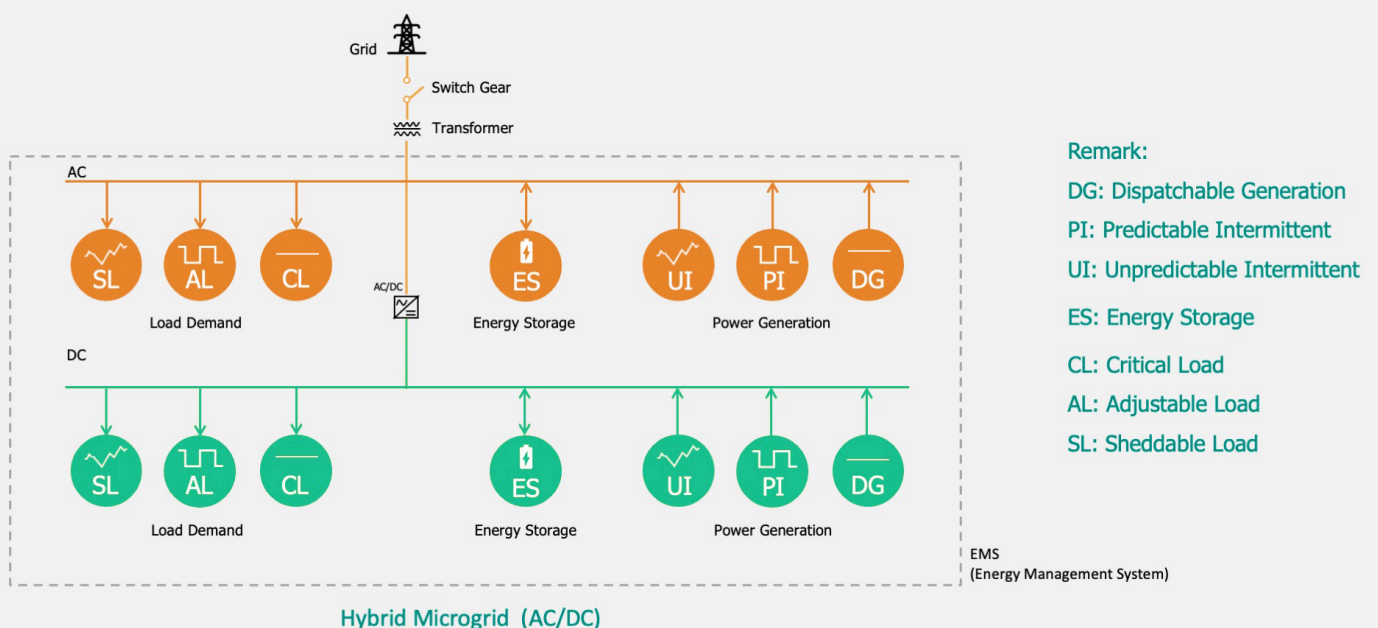 Grid
Switch Gear
Transformer
AC
SL AL CL ES UI PI DG
AC/DC
Load Demand Energy Storage Power Generation
DC
SL AL CL ES UI PI DG
Load Demand Energy Storage Power Generation
EMS
(Energy Management System)
Hybrid Microgrid (AC/DC)
Remark:
DG: Dispatchable Generation
PI: Predictable Intermittent
UI: Unpredictable Intermittent
ES: Energy Storage
CL: Critical Load
AL: Adjustable Load
SL: Sheddable Load